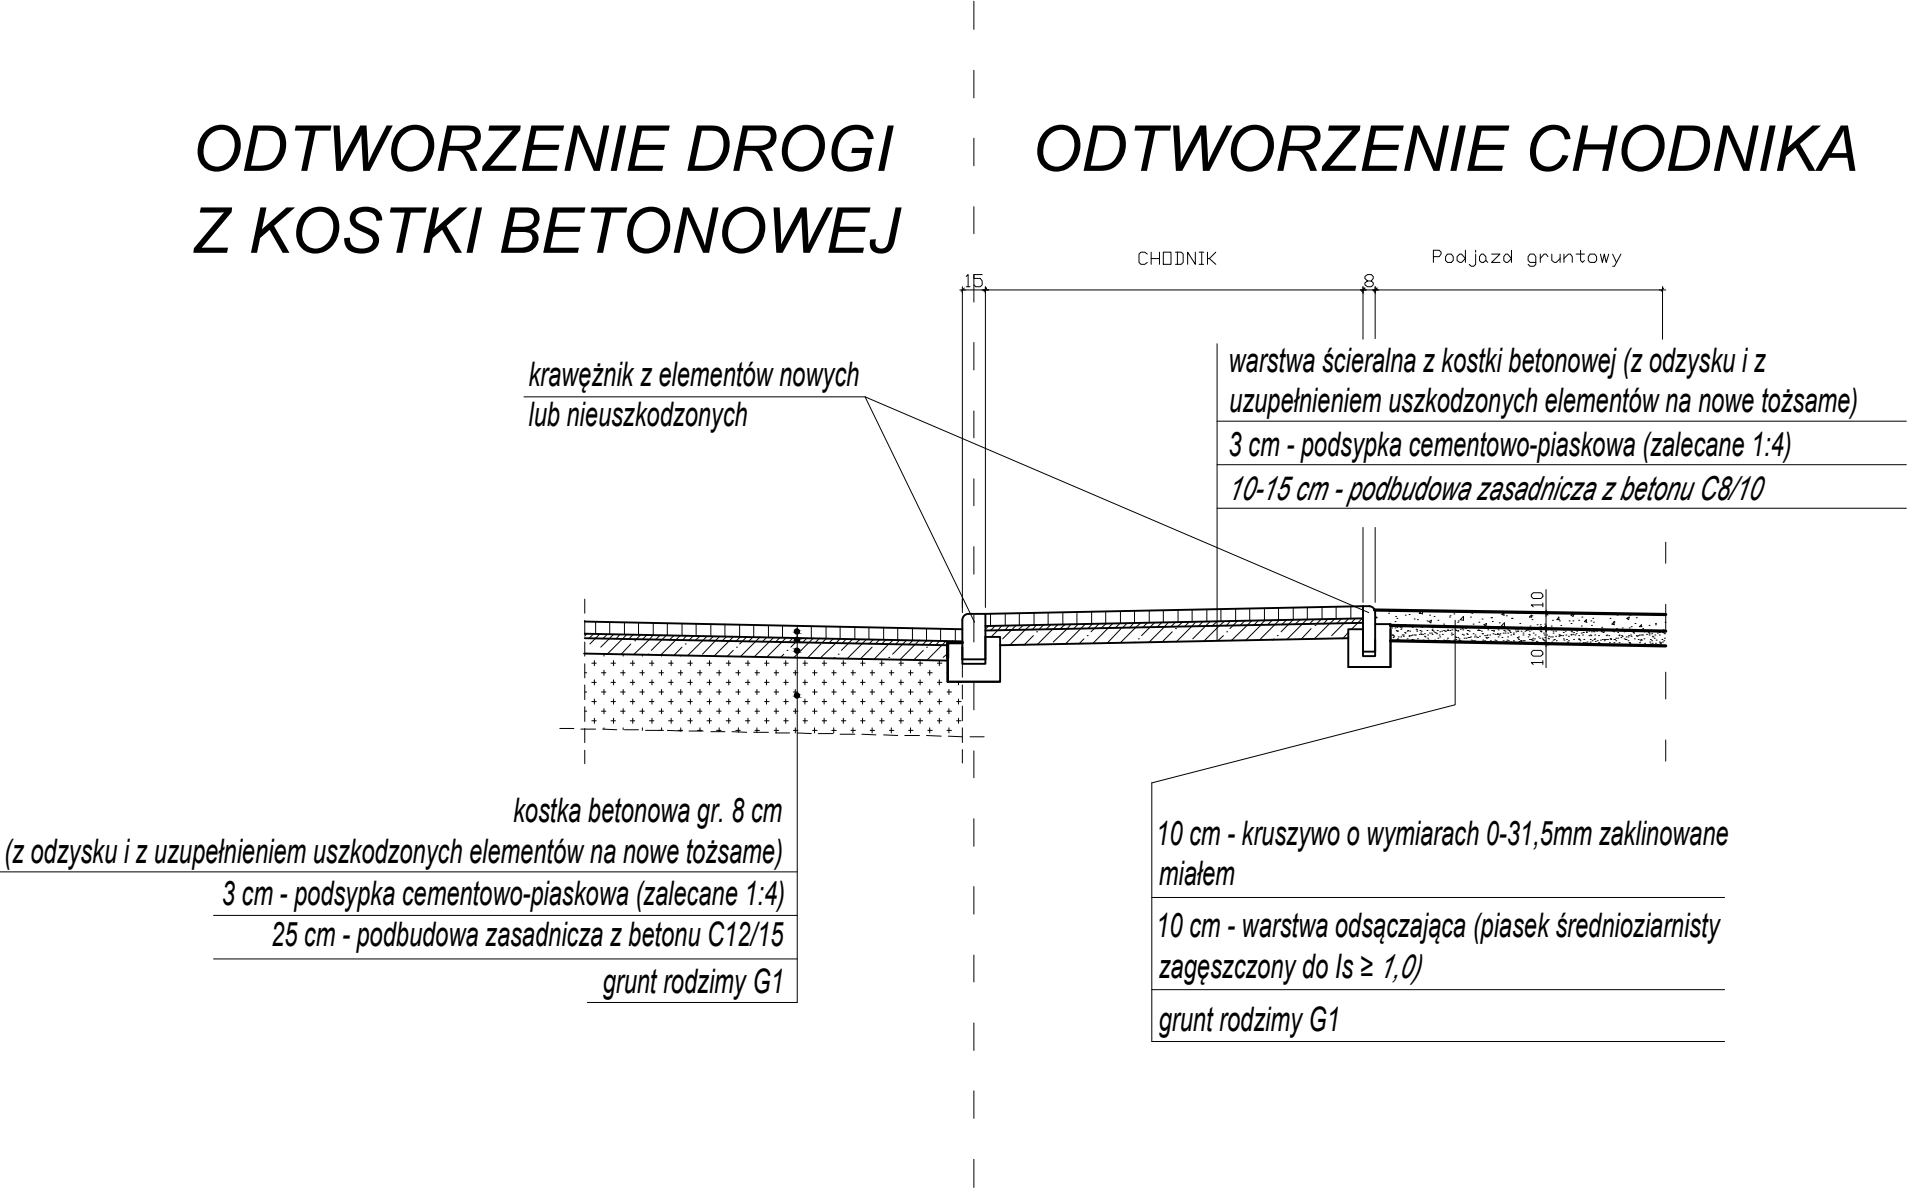 ODTWORZENIE DROGI
Z KOSTKI BETONOWEJ
ODTWORZENIE CHODNIKA
CHODNIK
Podjazd gruntowy
15
8
krawężnik z elementów nowych
lub nieuszkodzonych
warstwa ścieralna z kostki betonowej (z odzysku i z
uzupełnieniem uszkodzonych elementów na nowe tożsame)
3 cm - podsypka cementowo-piaskowa (zalecane 1:4)
10-15 cm - podbudowa zasadnicza z betonu C8/10
10
10
kostka betonowa gr. 8 cm
(z odzysku i z uzupełnieniem uszkodzonych elementów na nowe tożsame)
3 cm - podsypka cementowo-piaskowa (zalecane 1:4)
25 cm - podbudowa zasadnicza z betonu C12/15
grunt rodzimy G1
10 cm - kruszywo o wymiarach 0-31,5mm zaklinowane
miałem
10 cm - warstwa odsączająca (piasek średnioziarnisty
zagęszczony do Is ≥ 1,0)
grunt rodzimy G1